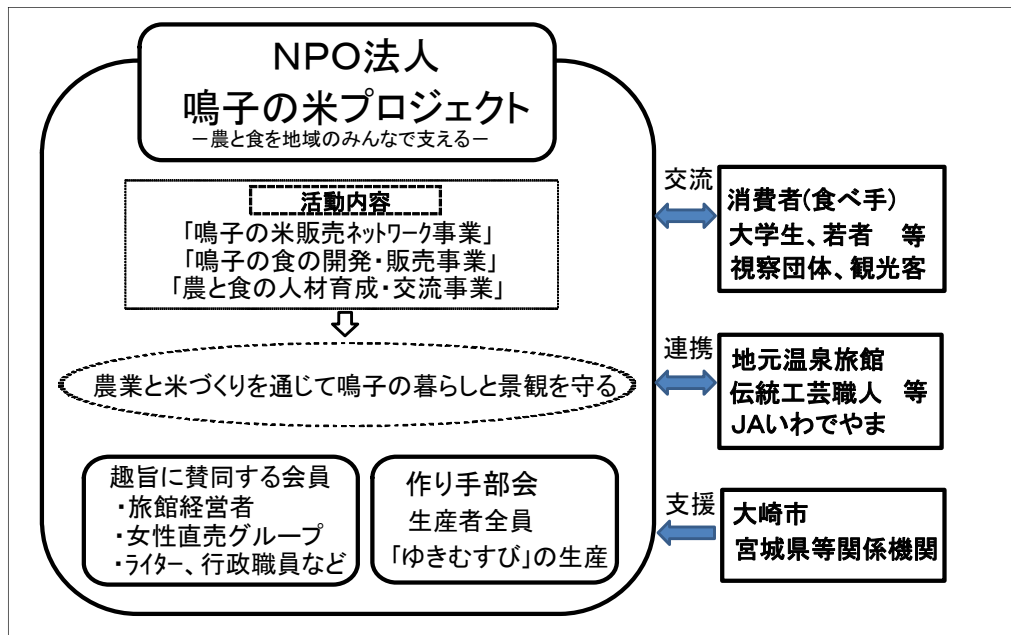 NPO法人
鳴子の米プロジェクト
－農と食を地域のみんなで支える－
活動内容
「鳴子の米販売ネットワーク事業」
「鳴子の食の開発・販売事業」
「農と食の人材育成・交流事業」
農業と米づくりを通じて鳴子の暮らしと景観を守る
趣旨に賛同する会員
・旅館経営者
・女性直売グループ
・ライター、行政職員など
作り手部会
生産者全員
「ゆきむすび」の生産
交流
消費者(食べ手)
大学生、若者 等
視察団体、観光客
連携
地元温泉旅館
伝統工芸職人 等
JAいわでやま
支援
大崎市
宮城県等関係機関